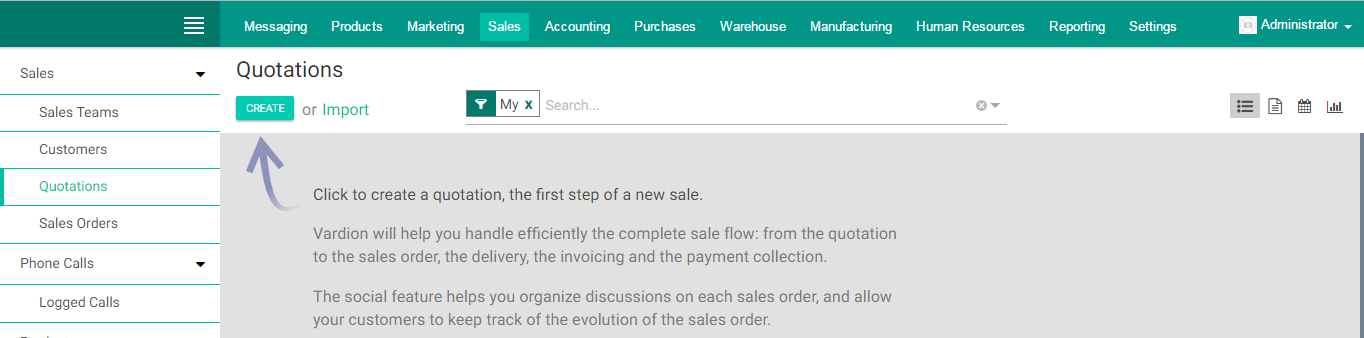 Messaging Products Marketing Sales Accounting Purchases Warehouse Manufacturing Human Resources Reporting Settings Administrator
Sales
Sales Teams
Customers
Quotations
Sales Orders
Phone Calls
Logged Calls
Quotations
CREATE or Import
My x Search...
Click to create a quotation, the first step of a new sale.
Vardion will help you handle efficiently the complete sale flow: from the quotation
to the sales order, the delivery, the invoicing and the payment collection.
The social feature helps you organize discussions on each sales order, and allow
your customers to keep track of the evolution of the sales order.